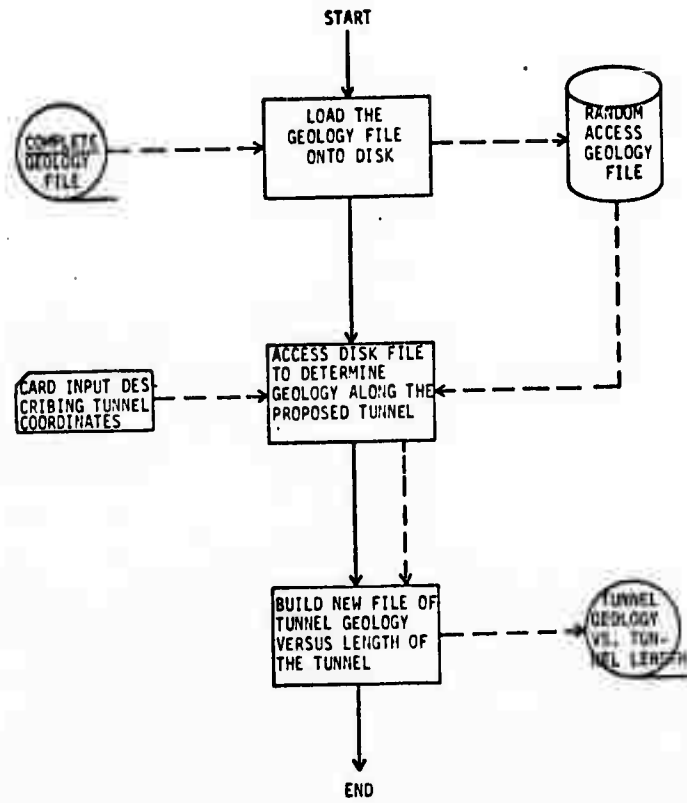 START
LOAD THE
GEOLOGY FILE
ONTO DISK
COMPLETE
GEOLOGY
FILE
RANDOM
ACCESS
GEOLOGY
FILE
ACCESS DISK FILE
TO DETERMINE
GEOLOGY ALONG THE
PROPOSED TUNNEL
CARD INPUT DES
CRIBING TUNNEL
COORDINATES
BUILD NEW FILE OF
TUNNEL GEOLOGY
VERSUS LENGTH OF
THE TUNNEL
TUNNEL
GEOLOGY
VS. TUN-
NEL LENGTH
END